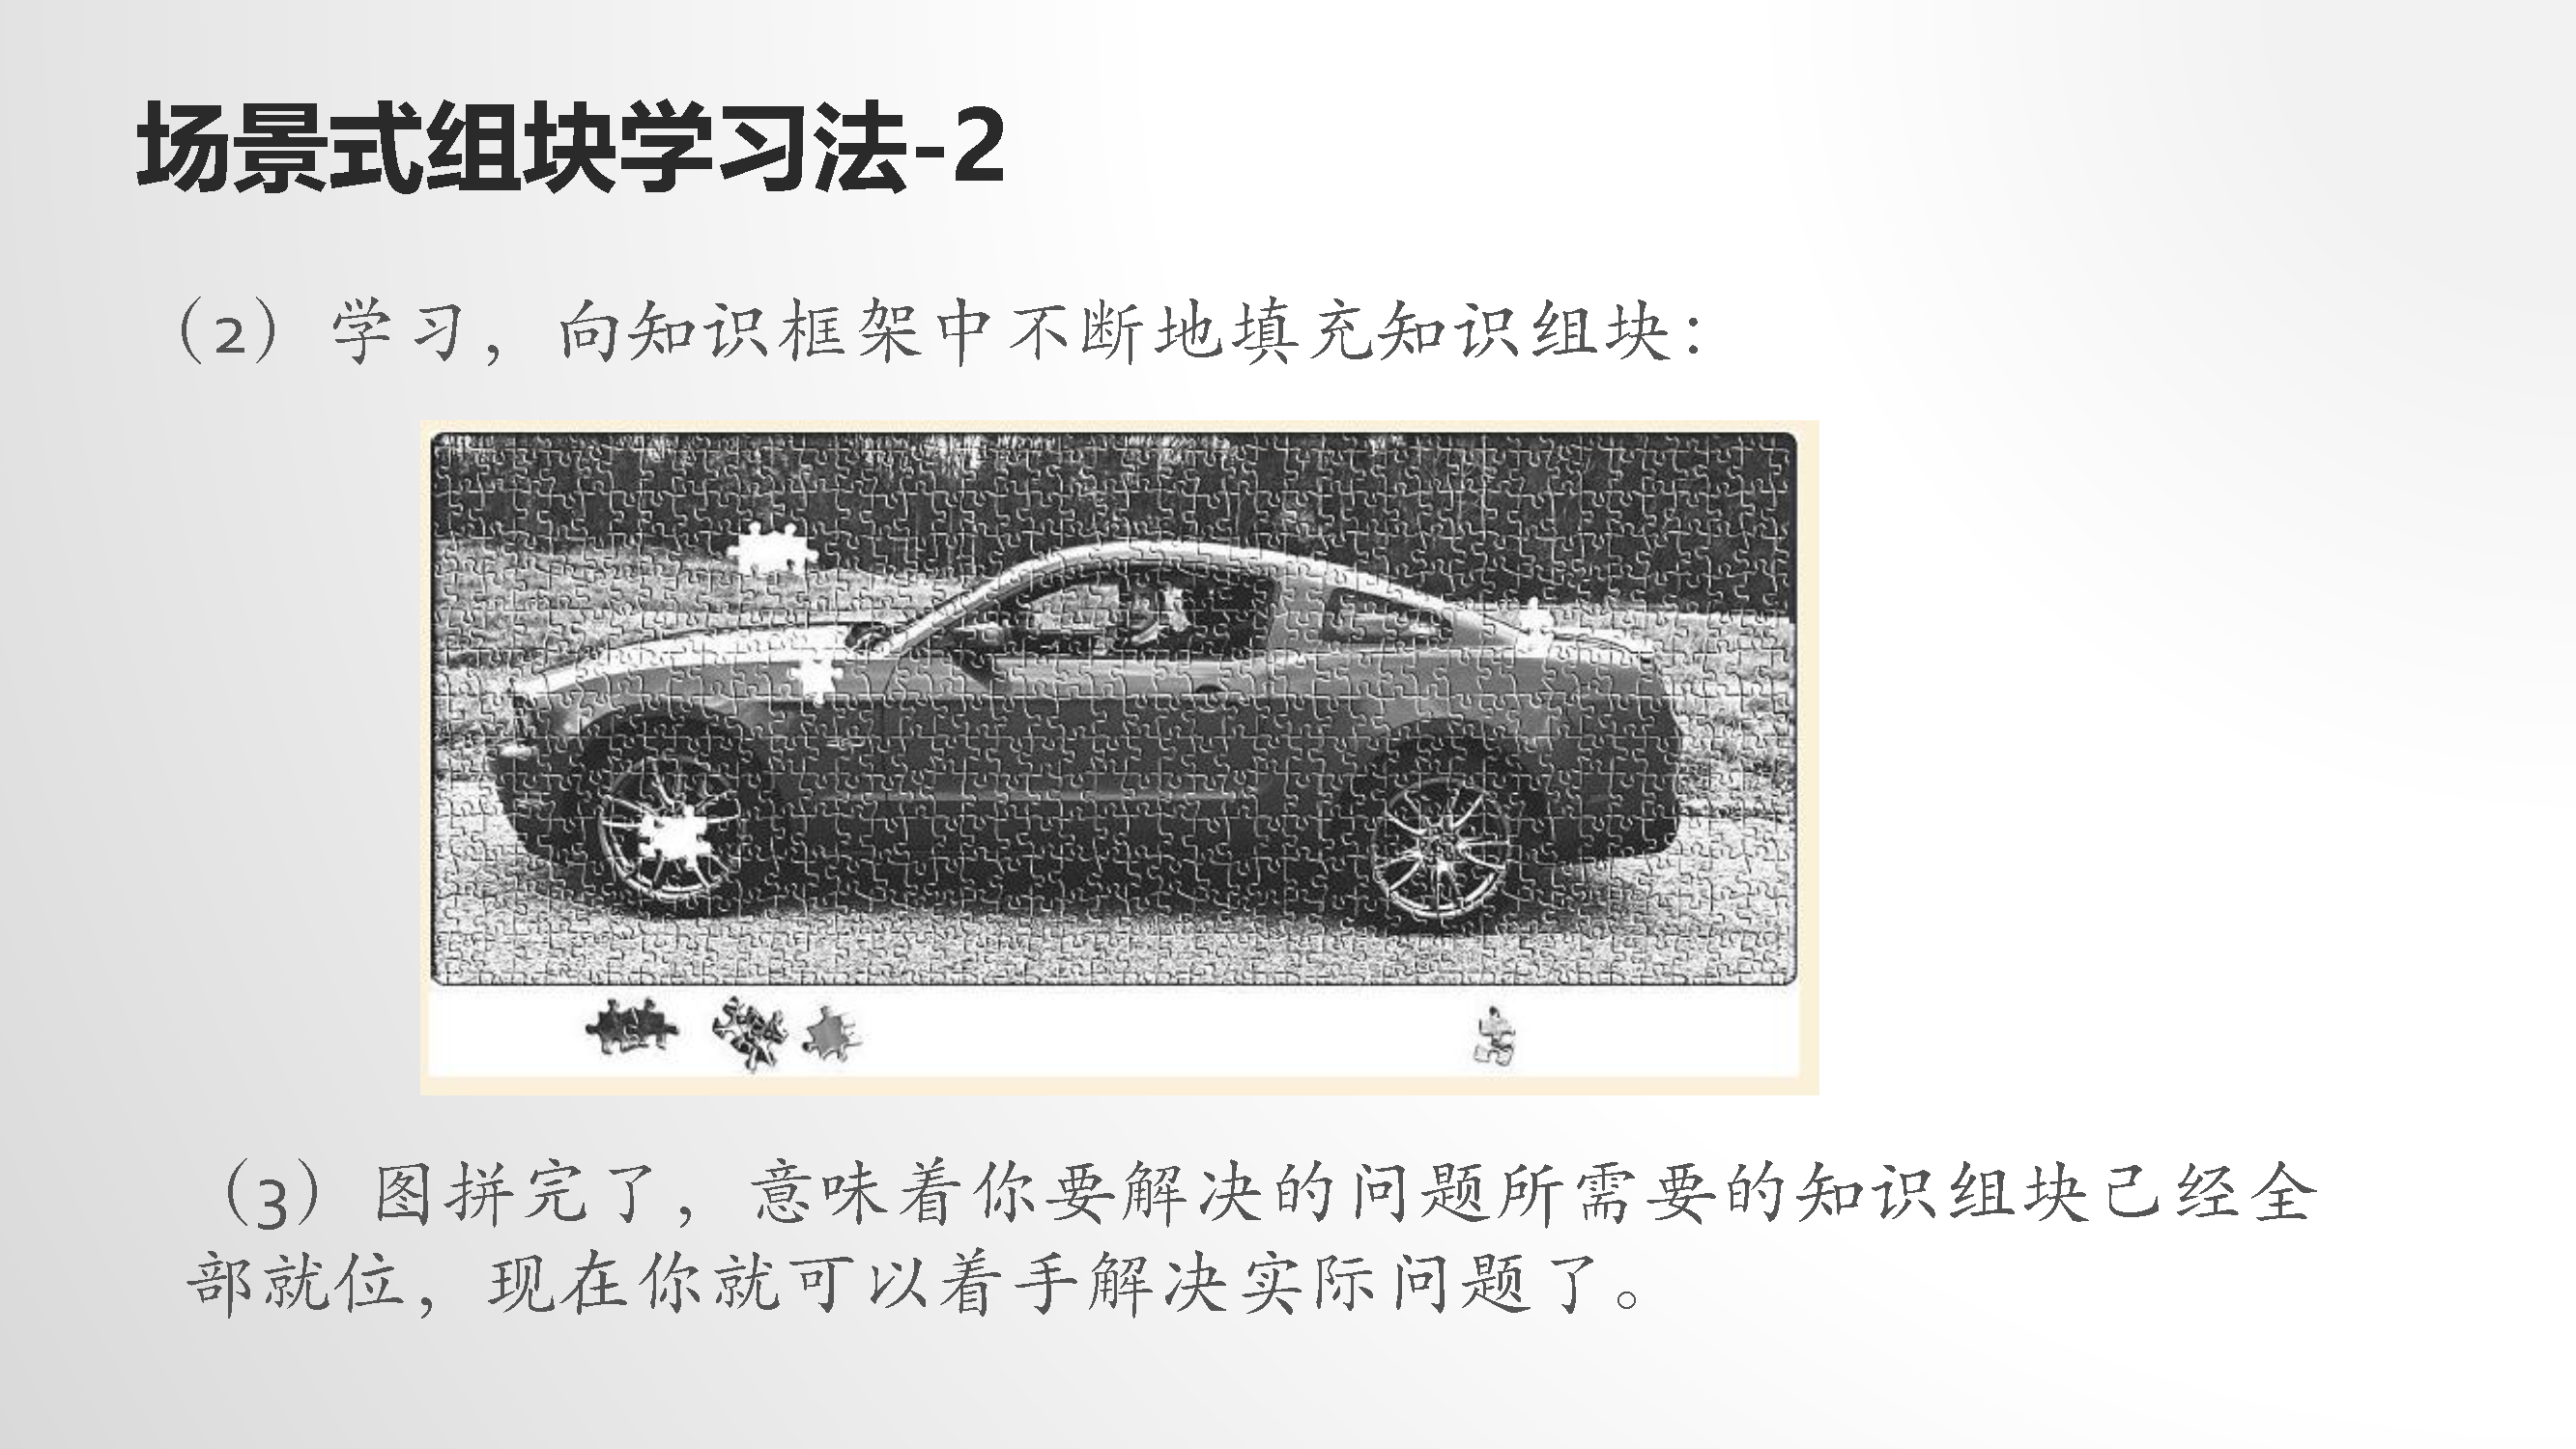 场景式组块学习法-2
（2）学习，向知识框架中不断地填充知识组块：
（3）图拼完了，意味着你要解决的问题所需要的知识组块已经全
部就位，现在你就可以着手解决实际问题了。